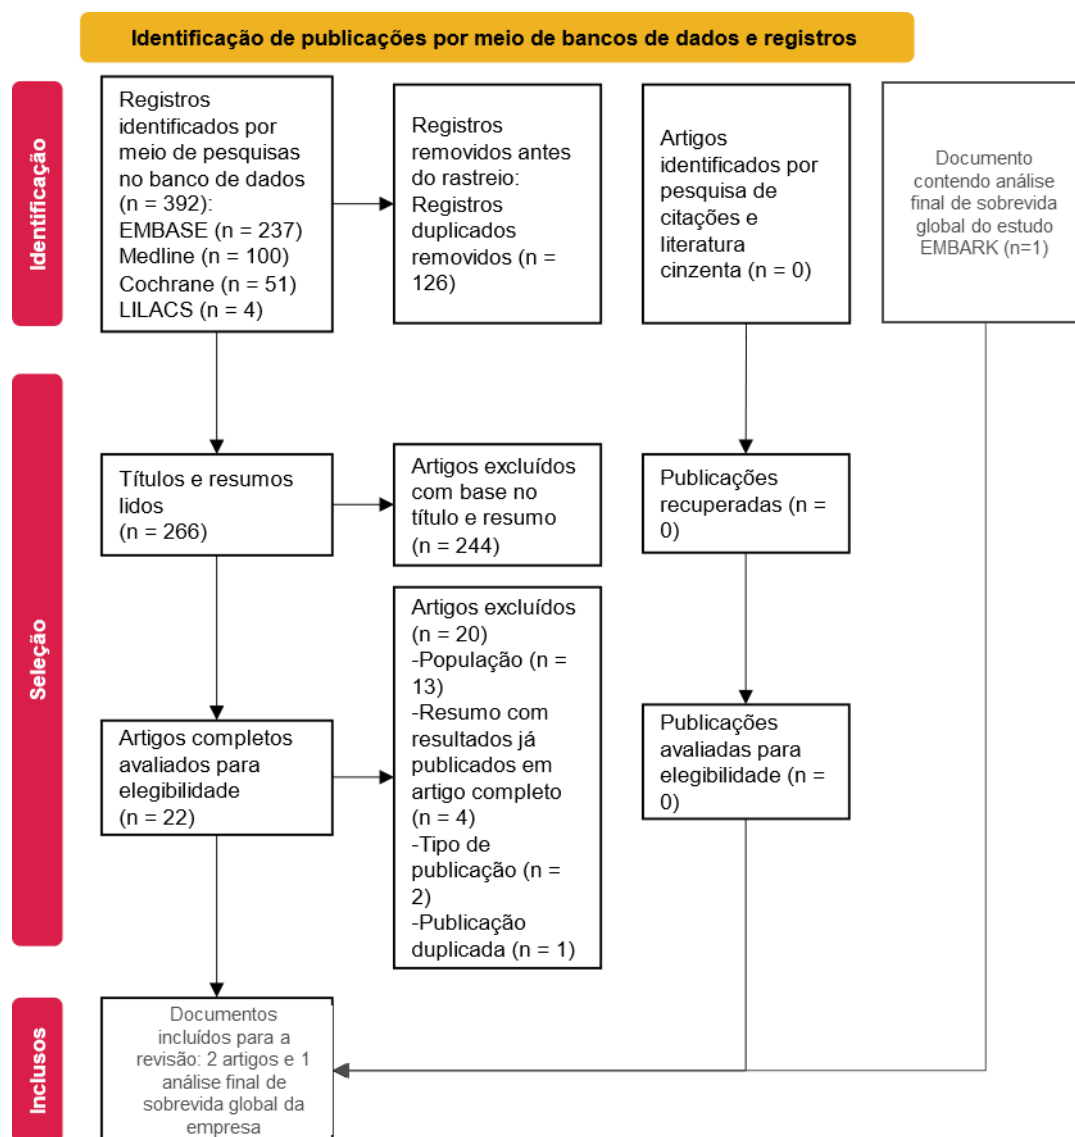 Identificação de publicações por meio de bancos de dados e registros
Identificação
Registros
identificados por
meio de pesquisas
no banco de dados
(n = 392):
EMBASE (n = 237)
Medline (n = 100)
Cochrane (n = 51)
LILACS (n = 4)
Registros
removidos antes
do rastreio:
Registros
duplicados
removidos (n =
126)
Artigos
identificados por
pesquisa de
citações e
literatura
cinzenta (n = 0)
Documento
contendo análise
final de sobrevida
global do estudo
EMBARK (n=1)
Seleção
Títulos e resumos
lidos
(n = 266)
Artigos excluídos
com base no
título e resumo
(n = 244)
Publicações
recuperadas (n =
0)
Artigos completos
avaliados para
elegibilidade
(n = 22)
Artigos excluídos
(n = 20)
-População (n =
13)
-Resumo com
resultados já
publicados em
artigo completo
(n = 4)
-Tipo de
publicação (n =
2)
-Publicação
duplicada (n = 1)
Publicações
avaliadas para
elegibilidade (n =
0)
Inclusos
Documentos
incluídos para a
revisão: 2 artigos e 1
análise final de
sobrevida global da
empresa